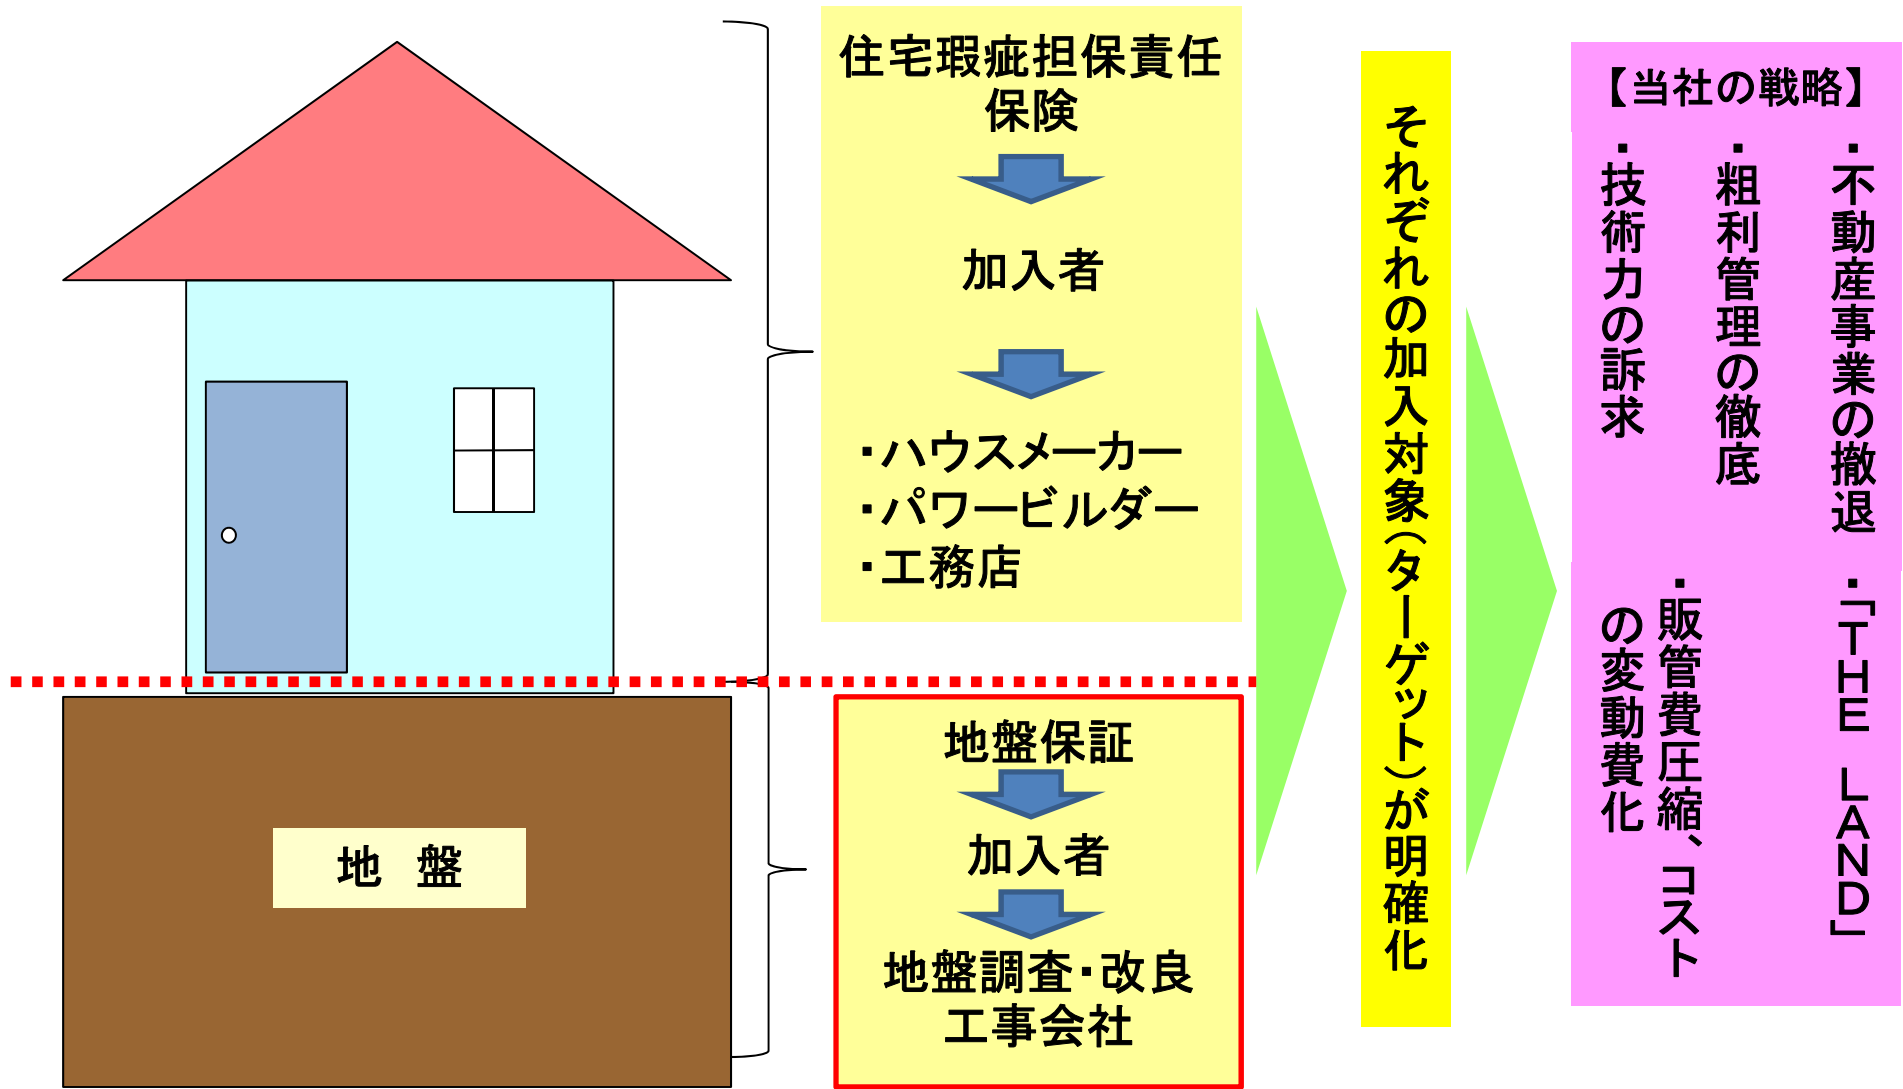 住宅瑕疵担保責任
保険
加入者
・ハウスメーカー
・パワービルダー
・工務店
地　盤
地盤保証
加入者
地盤調査・改良
工事会社
それぞれの加入対象（ターゲット）が明確化
【当社の戦略】
・不動産事業の撤退
・粗利管理の徹底
・技術力の訴求
・「ＴＨＥ　ＬＡＮＤ」
・販管費圧縮、コスト
の変動費化